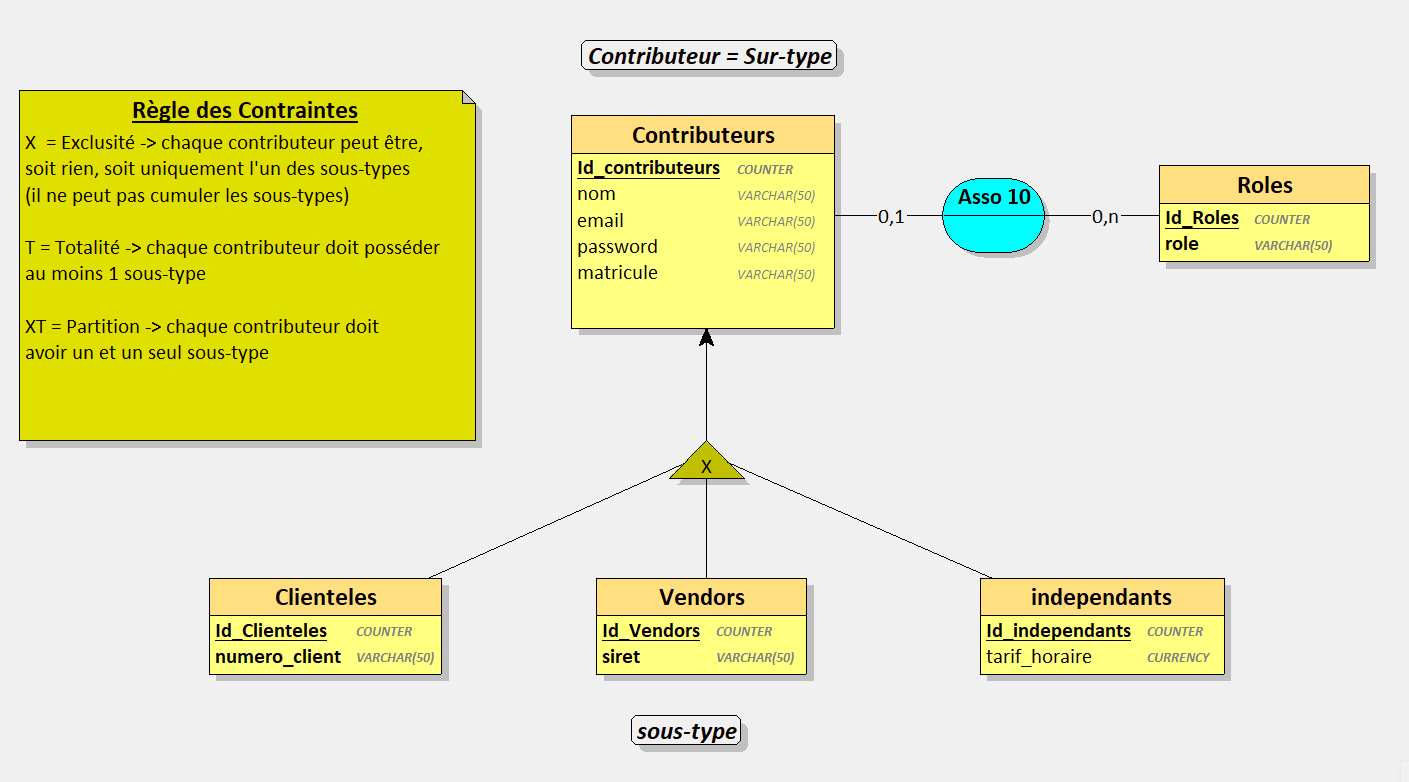 Contributeur = Sur-type
Règle des Contraintes
X = Exclusité -> chaque contributeur peut être,
soit rien, soit uniquement l'un des sous-types
(il ne peut pas cumuler les sous-types)
T = Totalité -> chaque contributeur doit posséder
au moins 1 sous-type
XT = Partition -> chaque contributeur doit
avoir un et un seul sous-type
Contributeurs
Id_contributeurs COUNTER
nom VARCHAR(50)
email VARCHAR(50)
password VARCHAR(50)
matricule VARCHAR(50)
0,1
Asso 10
0,n
Roles
Id_Roles COUNTER
role VARCHAR(50)
X
Clienteles
Id_Clienteles COUNTER
numero_client VARCHAR(50)
Vendors
Id_Vendors COUNTER
siret VARCHAR(50)
independants
Id_independants COUNTER
tarif_horaire CURRENCY
sous-type